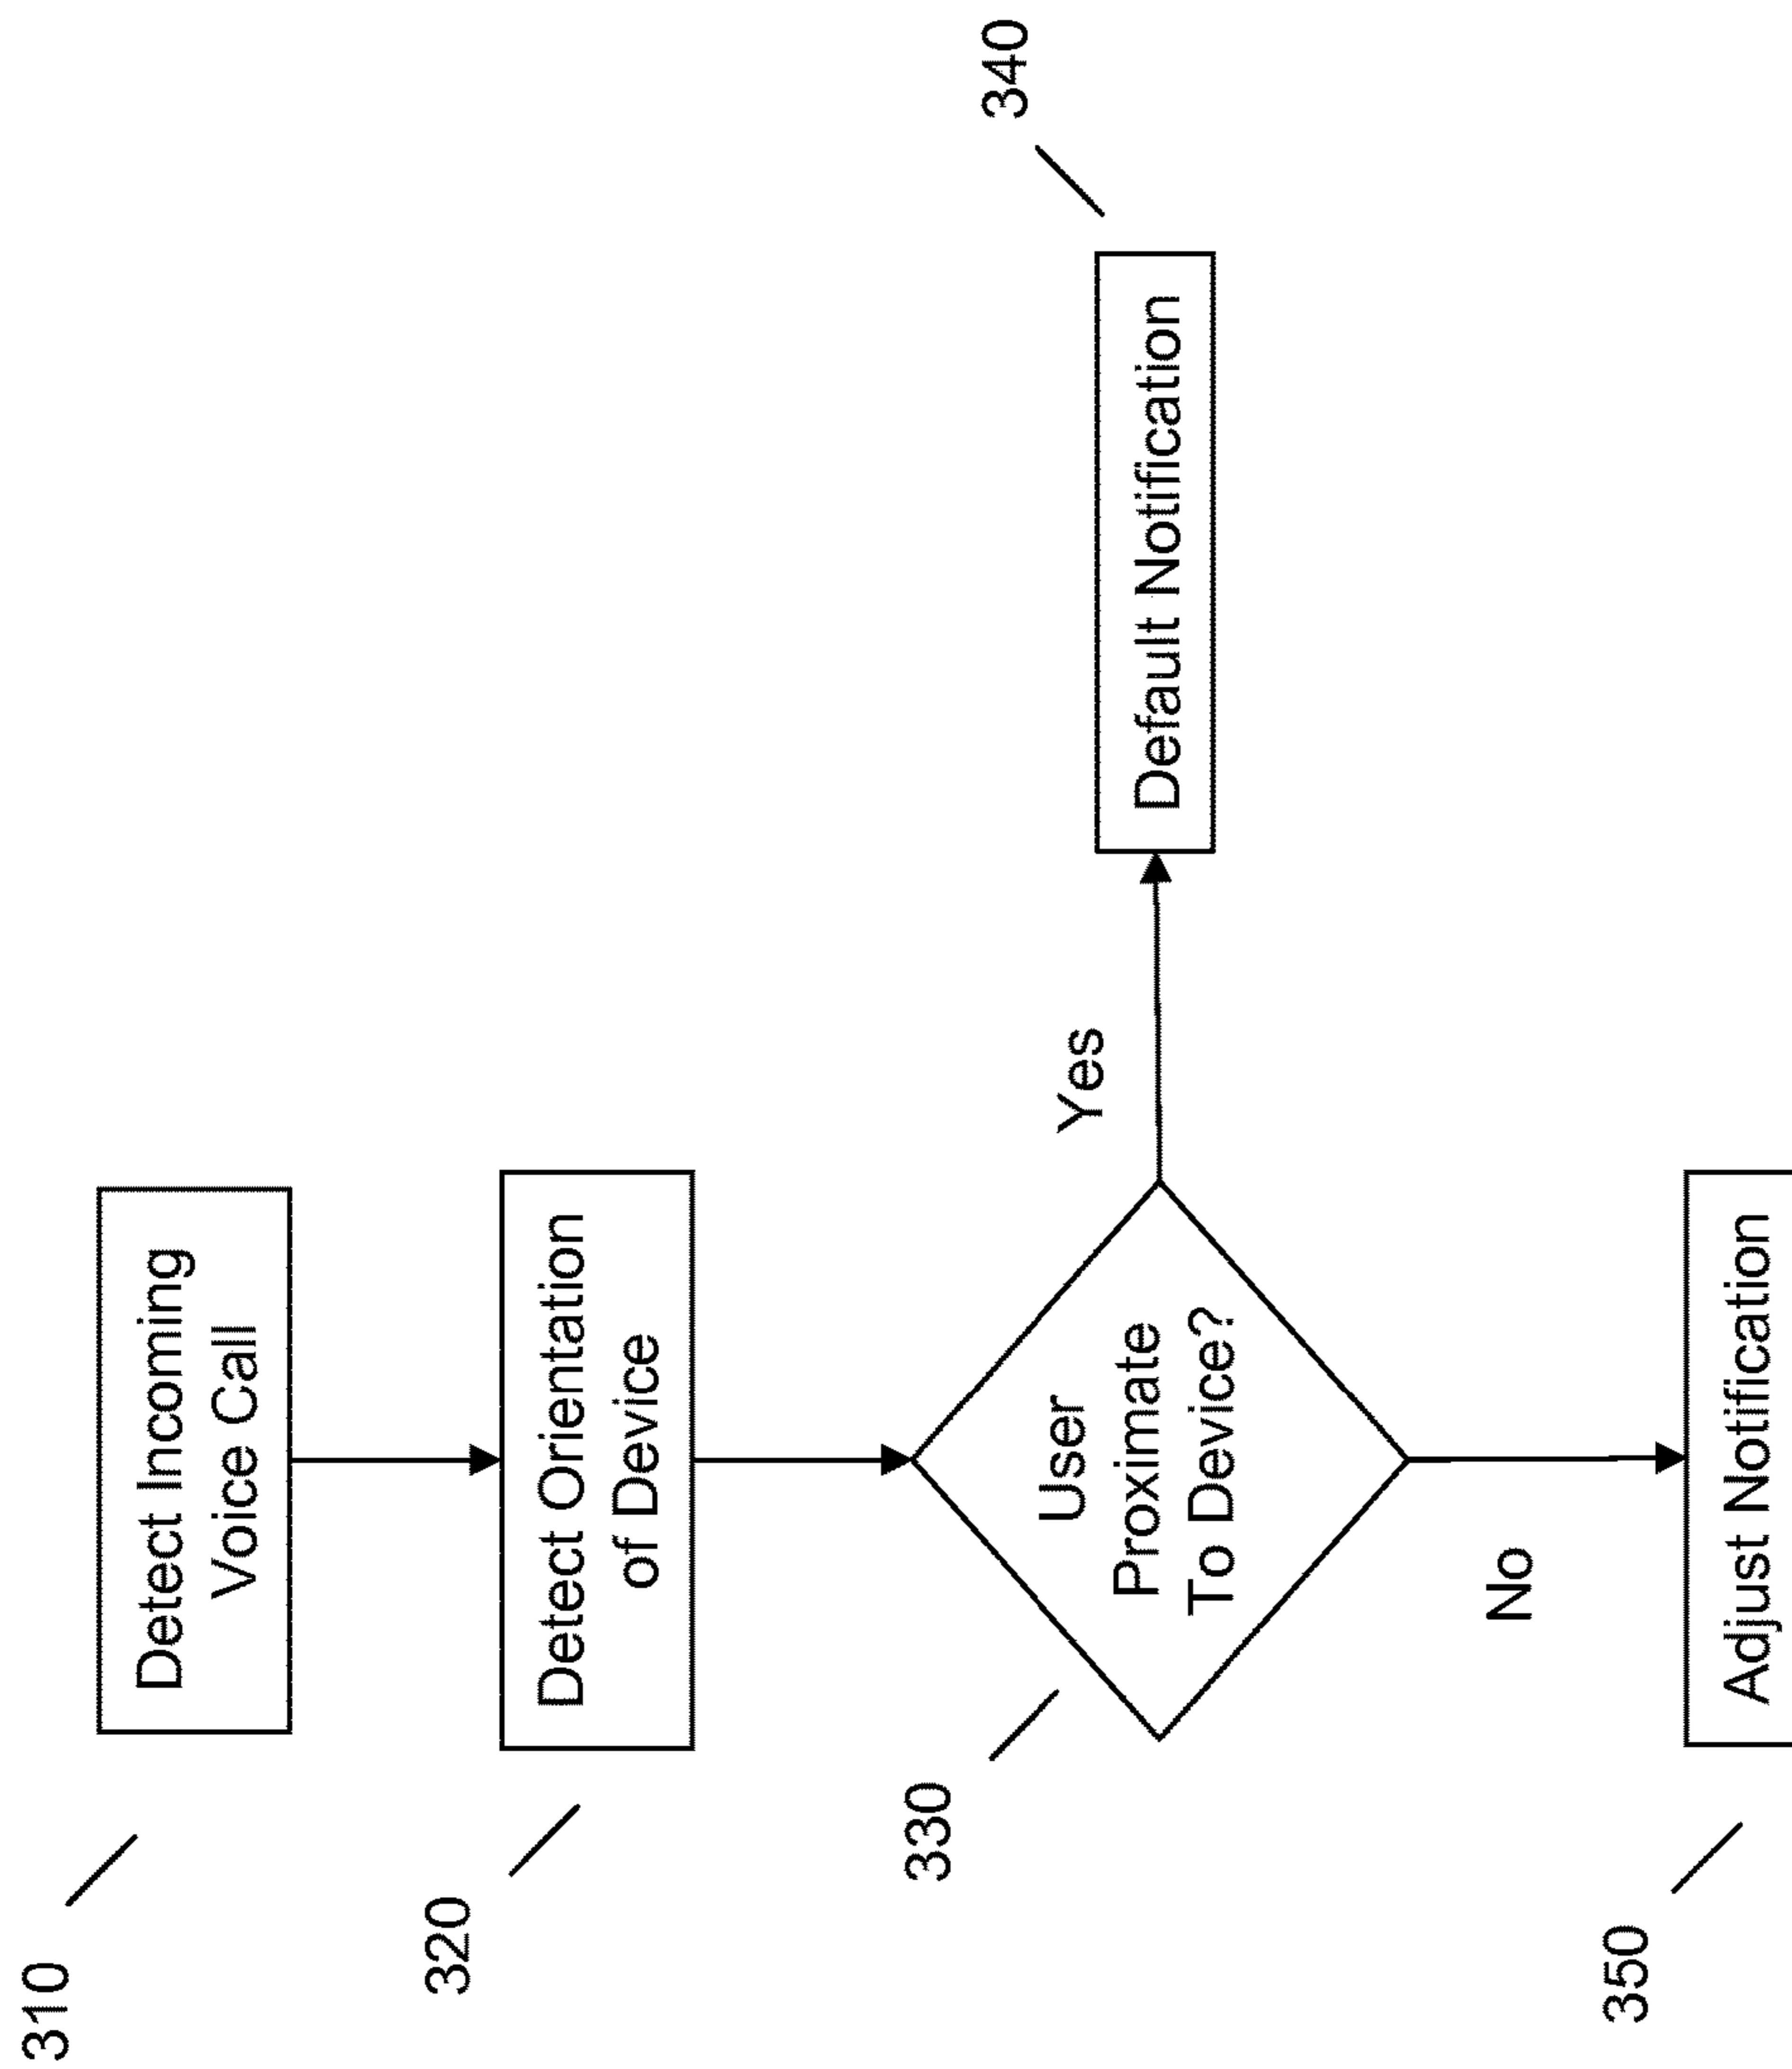 310
Detect Incoming
Voice Call
320
Detect Orientation
of Device
330
User
Proximate
To Device?
Yes
340
Default Notification
No
350
Adjust Notification